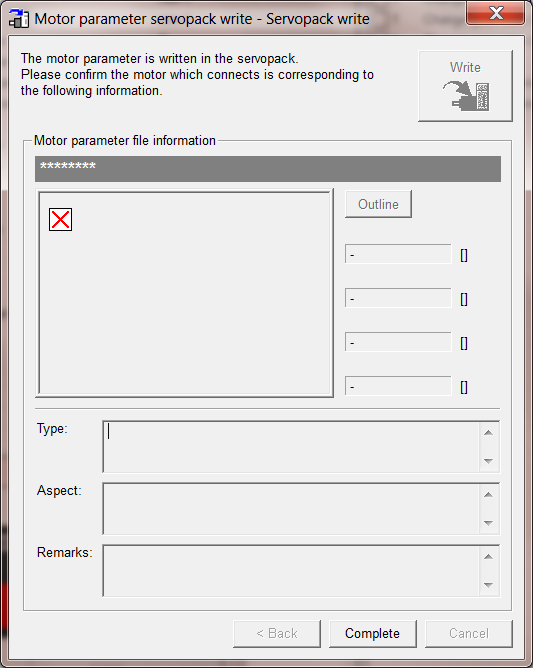 Motor parameter servopack write - Servopack write
The motor parameter is written in the servopack.
Please confirm the motor which connects is corresponding to
the following information.
Write
Motor parameter file information
********
Outline
- []
- []
- []
- []
Type:
Aspect:
Remarks:
< Back Complete Cancel